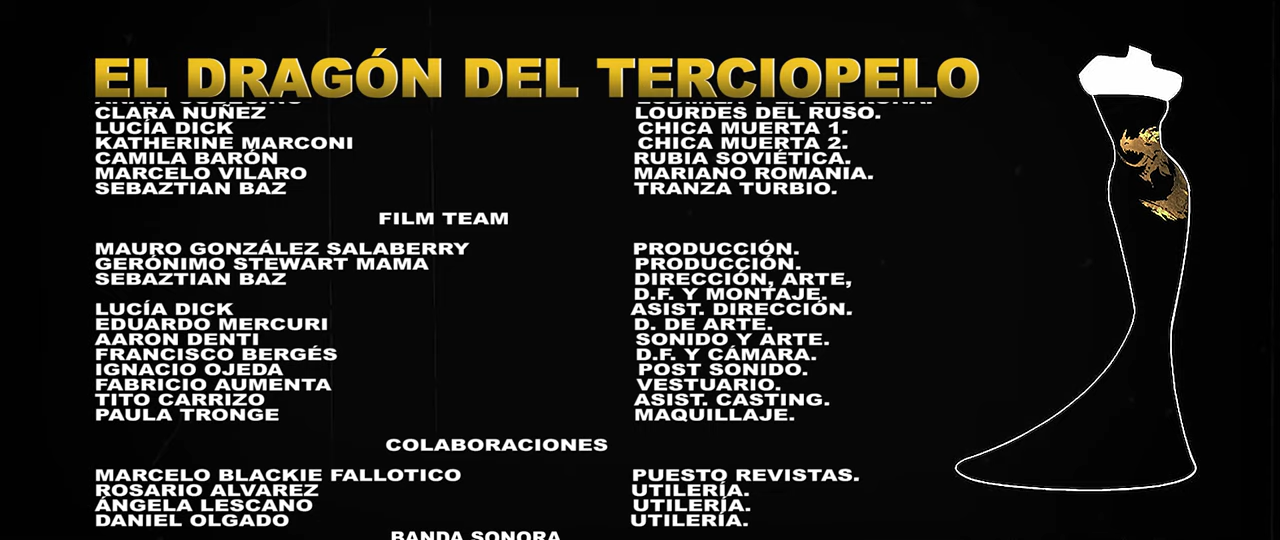 EL DRAGÓN DEL TERCIOPELO
CLARA NUÑEZ LOURDES DEL RUSO.
LUCÍA DICK CHICA MUERTA 1.
KATHERINE MARCONI CHICA MUERTA 2.
CAMILA BARÓN RUBIA SOVIÉTICA.
MARCELO VILARO MARIANO ROMANIA.
SEBAZTIAN BAZ TRANZA TURBIO.
FILM TEAM
MAURO GONZÁLEZ SALABERRY PRODUCCIÓN.
GERÓNIMO STEWART MAMA PRODUCCIÓN.
SEBAZTIAN BAZ DIRECCIÓN, ARTE,
D.F. Y MONTAJE.
LUCÍA DICK ASIST. DIRECCIÓN.
EDUARDO MERCURI D. DE ARTE.
AARON DENTI SONIDO Y ARTE.
FRANCISCO BERGÉS D.F. Y CÁMARA.
IGNACIO OJEDA POST SONIDO.
FABRICIO AUMENTA VESTUARIO.
TITO CARRIZO ASIST. CASTING.
PAULA TRONGE MAQUILLAJE.
COLABORACIONES
MARCELO BLACKIE FALLOTICO PUESTO REVISTAS.
ROSARIO ALVAREZ UTILERÍA.
ÁNGELA LESCANO UTILERÍA.
DANIEL OLGADO UTILERÍA.
BANDA SONORA